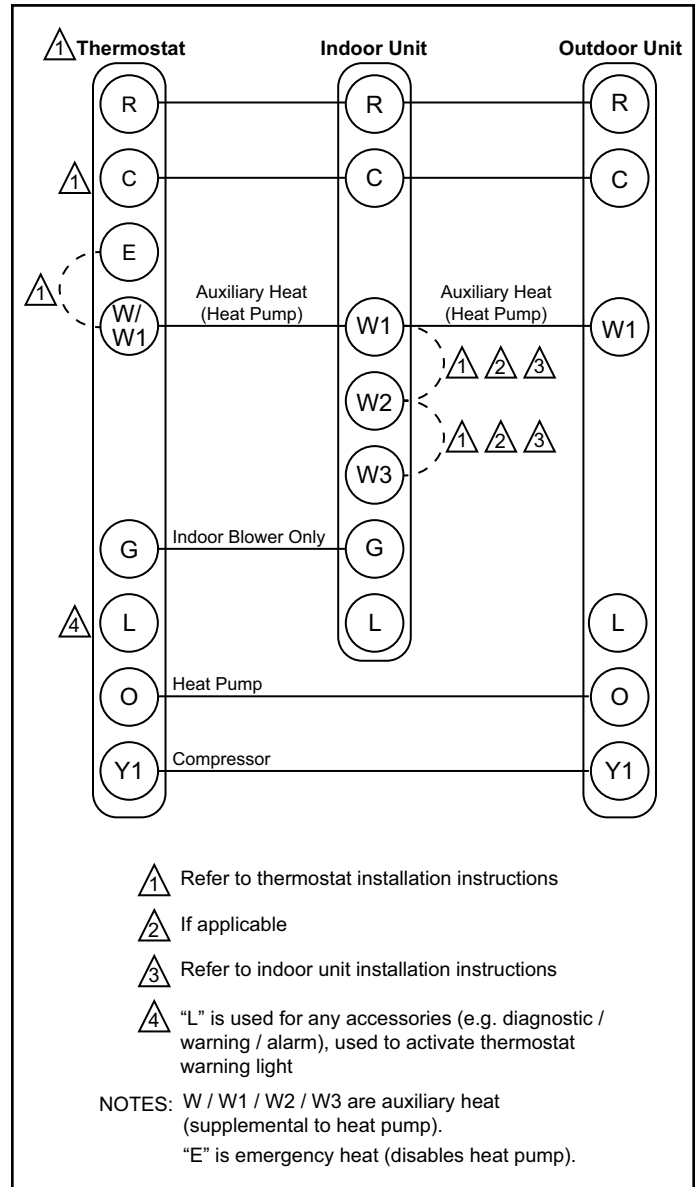 1 Thermostat Indoor Unit Outdoor Unit
R R R
1 C C C
E
1
Auxiliary Heat Auxiliary Heat
(Heat Pump) (Heat Pump)
W/
W1 W1 W1
1 2 3
W2
1 2 3
W3
G Indoor Blower Only G
4 L L L
O Heat Pump O
Y1 Compressor Y1
1 Refer to thermostat installation instructions
2 If applicable
3 Refer to indoor unit installation instructions
4 “L” is used for any accessories (e.g. diagnostic /
warning / alarm), used to activate thermostat
warning light
NOTES: W / W1 / W2 / W3 are auxiliary heat
(supplemental to heat pump).
“E” is emergency heat (disables heat pump).